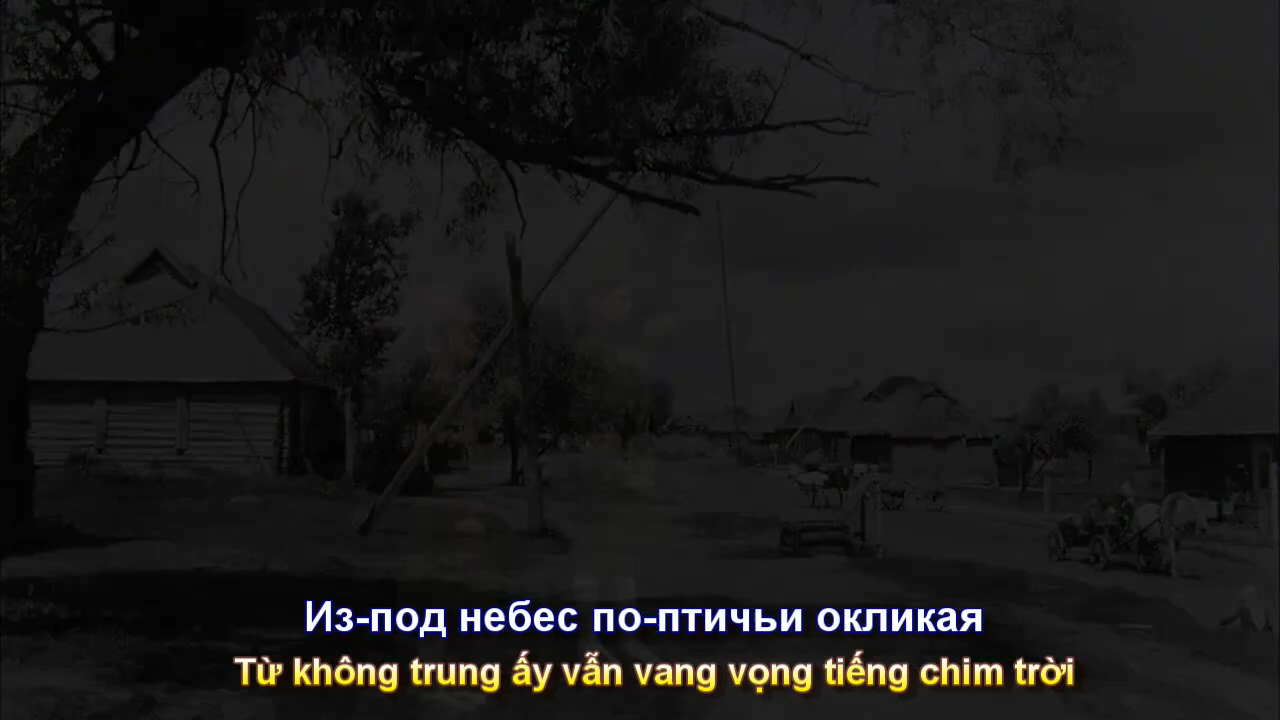 Из-под небес по-птичьи окликая
Từ không trung ấy vẫn vang vọng tiếng chim trời